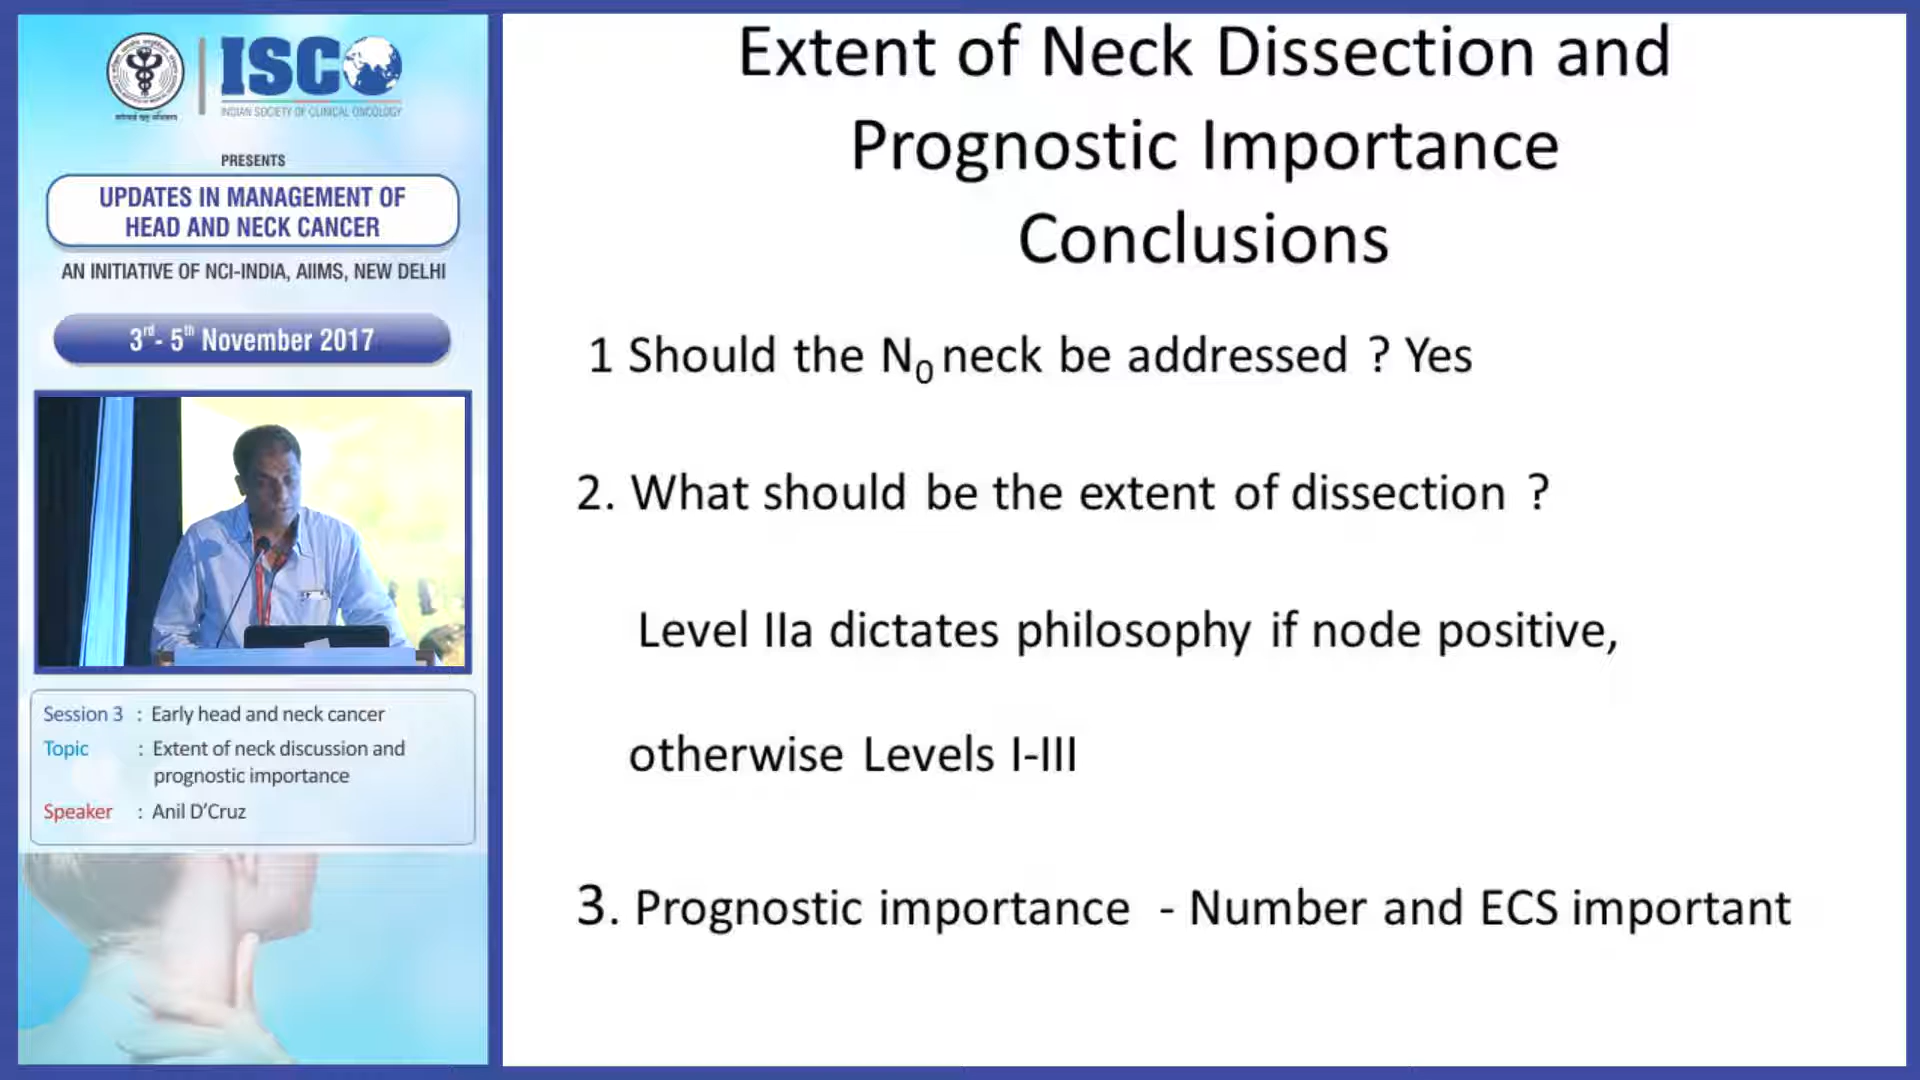 ISCO
INDIAN SOCIETY OF CLINICAL ONCOLOGY
PRESENTS
UPDATES IN MANAGEMENT OF
HEAD AND NECK CANCER
AN INITIATIVE OF NCI-INDIA, AIIMS, NEW DELHI
3rd- 5th November 2017
Session 3 : Early head and neck cancer
Topic : Extent of neck discussion and
prognostic importance
Speaker : Anil D'Cruz
Extent of Neck Dissection and
Prognostic Importance
Conclusions
1 Should the N0 neck be addressed ? Yes
2. What should be the extent of dissection ?
Level IIa dictates philosophy if node positive,
otherwise Levels I-III
3. Prognostic importance - Number and ECS important